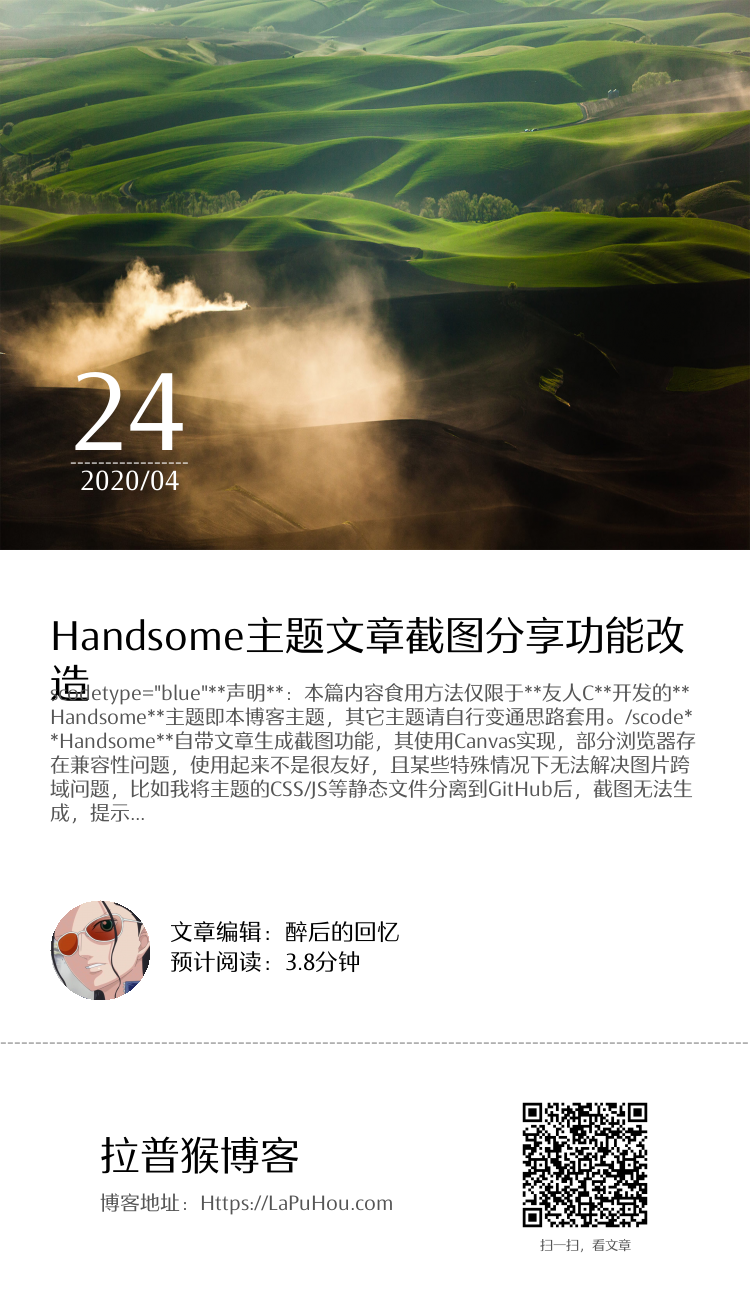 24
2020/04
Handsome主题文章截图分享功能改
造
scodetype="blue"**声明**：本篇内容食用方法仅限于**友人C**开发的**
Handsome**主题即本博客主题，其它主题请自行变通思路套用。/scode*
*Handsome**自带文章生成截图功能，其使用Canvas实现，部分浏览器存
在兼容性问题，使用起来不是很友好，且某些特殊情况下无法解决图片跨
域问题，比如我将主题的CSS/JS等静态文件分离到GitHub后，截图无法生
成，提示...
文章编辑：醉后的回忆
预计阅读：3.8分钟
拉普猴博客
博客地址：Https://LaPuHou.com
扫一扫，看文章